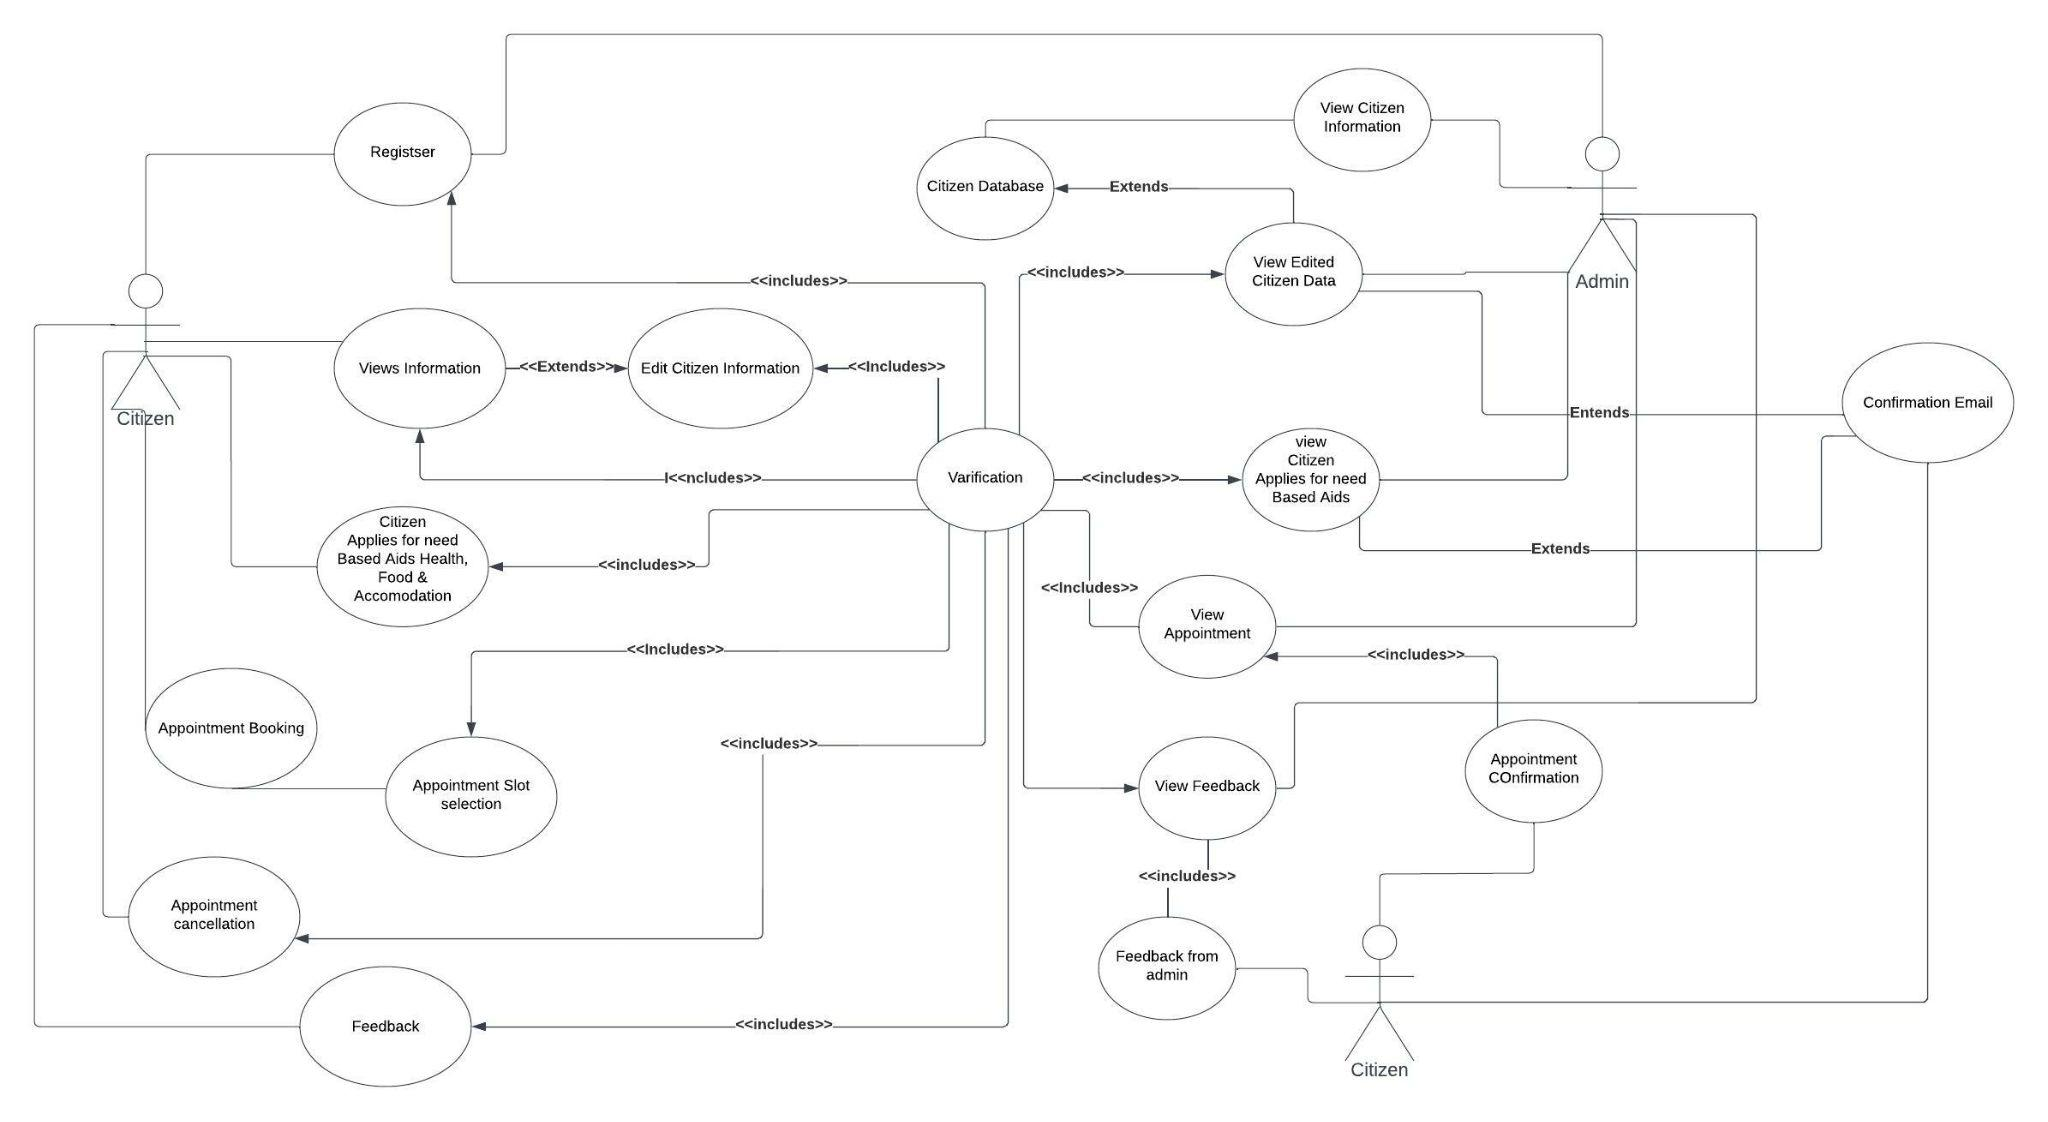 View Citizen
Information
Registser
Citizen Database
Extends
View Edited
Citizen Data
<<includes>>
<<includes>>
Admin
Views Information
<<Extends>>
Edit Citizen Information
<<Includes>>
Citizen
Entends
Confirmation Email
I<<ncludes>>
Varification
<<includes>>
view
Citizen
Applies for need
Based Aids
Citizen
Applies for need
Based Aids Health,
Food &
Accomodation
<<includes>>
Extends
<<Includes>>
View
Appointment
<<Includes>>
<<includes>>
Appointment Booking
<<includes>>
Appointment Slot
selection
View Feedback
Appointment
COnfirmation
<<includes>>
Appointment
cancellation
Feedback from
admin
Feedback
<<includes>>
Citizen